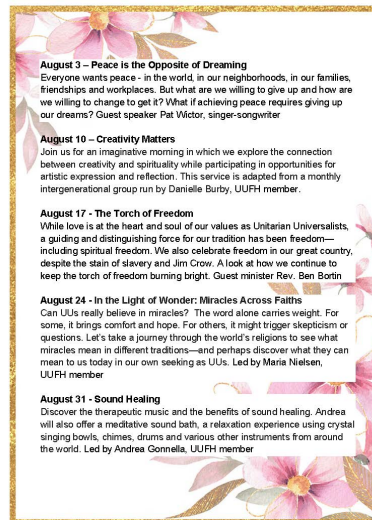 August 3 – Peace is the Opposite of Dreaming
Everyone wants peace - in the world, in our neighborhoods, in our families,
friendships and workplaces. But what are we willing to give up and how are
we willing to change to get it? What if achieving peace requires giving up
our dreams? Guest speaker Pat Wictor, singer-songwriter
August 10 – Creativity Matters
Join us for an imaginative morning in which we explore the connection
between creativity and spirituality while participating in opportunities for
artistic expression and reflection. This service is adapted from a monthly
intergenerational group run by Danielle Burby, UUFH member.
August 17 - The Torch of Freedom
While love is at the heart and soul of our values as Unitarian Universalists,
a guiding and distinguishing force for our tradition has been freedom—
including spiritual freedom. We also celebrate freedom in our great country,
despite the stain of slavery and Jim Crow. A look at how we continue to
keep the torch of freedom burning bright. Guest minister Rev. Ben Bortin
August 24 - In the Light of Wonder: Miracles Across Faiths
Can UUs really believe in miracles? The word alone carries weight. For
some, it brings comfort and hope. For others, it might trigger skepticism or
questions. Let's take a journey through the world's religions to see what
miracles mean in different traditions—and perhaps discover what they can
mean to us today in our own seeking as UUs. Led by Maria Nielsen,
UUFH member
August 31 - Sound Healing
Discover the therapeutic music and the benefits of sound healing. Andrea
will also offer a meditative sound bath, a relaxation experience using crystal
singing bowls, chimes, drums and various other instruments from around
the world. Led by Andrea Gonnella, UUFH member